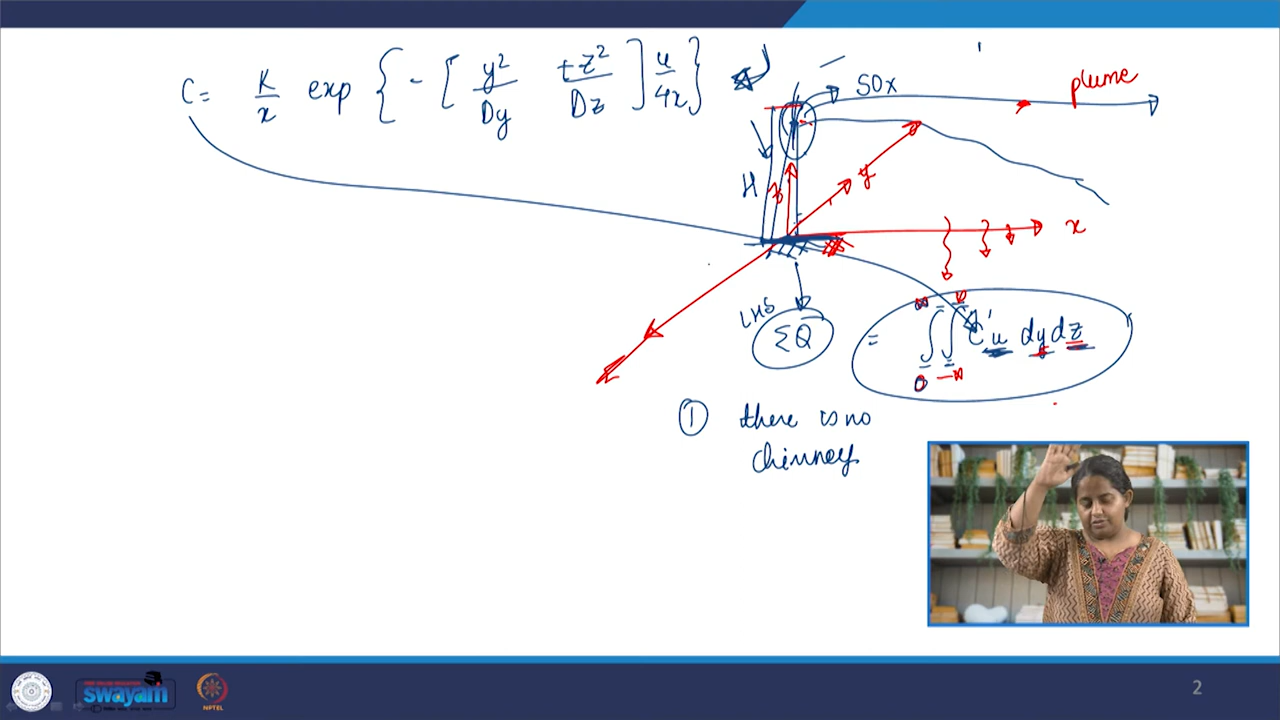 C = K/x exp { - [ y²/Dy + z²/Dz ] u/4x }
SOx
plume
H
z
y
x
LHS
ΣQ
= ∫₀^∞ ∫₋∞^∞ C u dy dz
① there is no
chimney
swayam
NPTEL
2